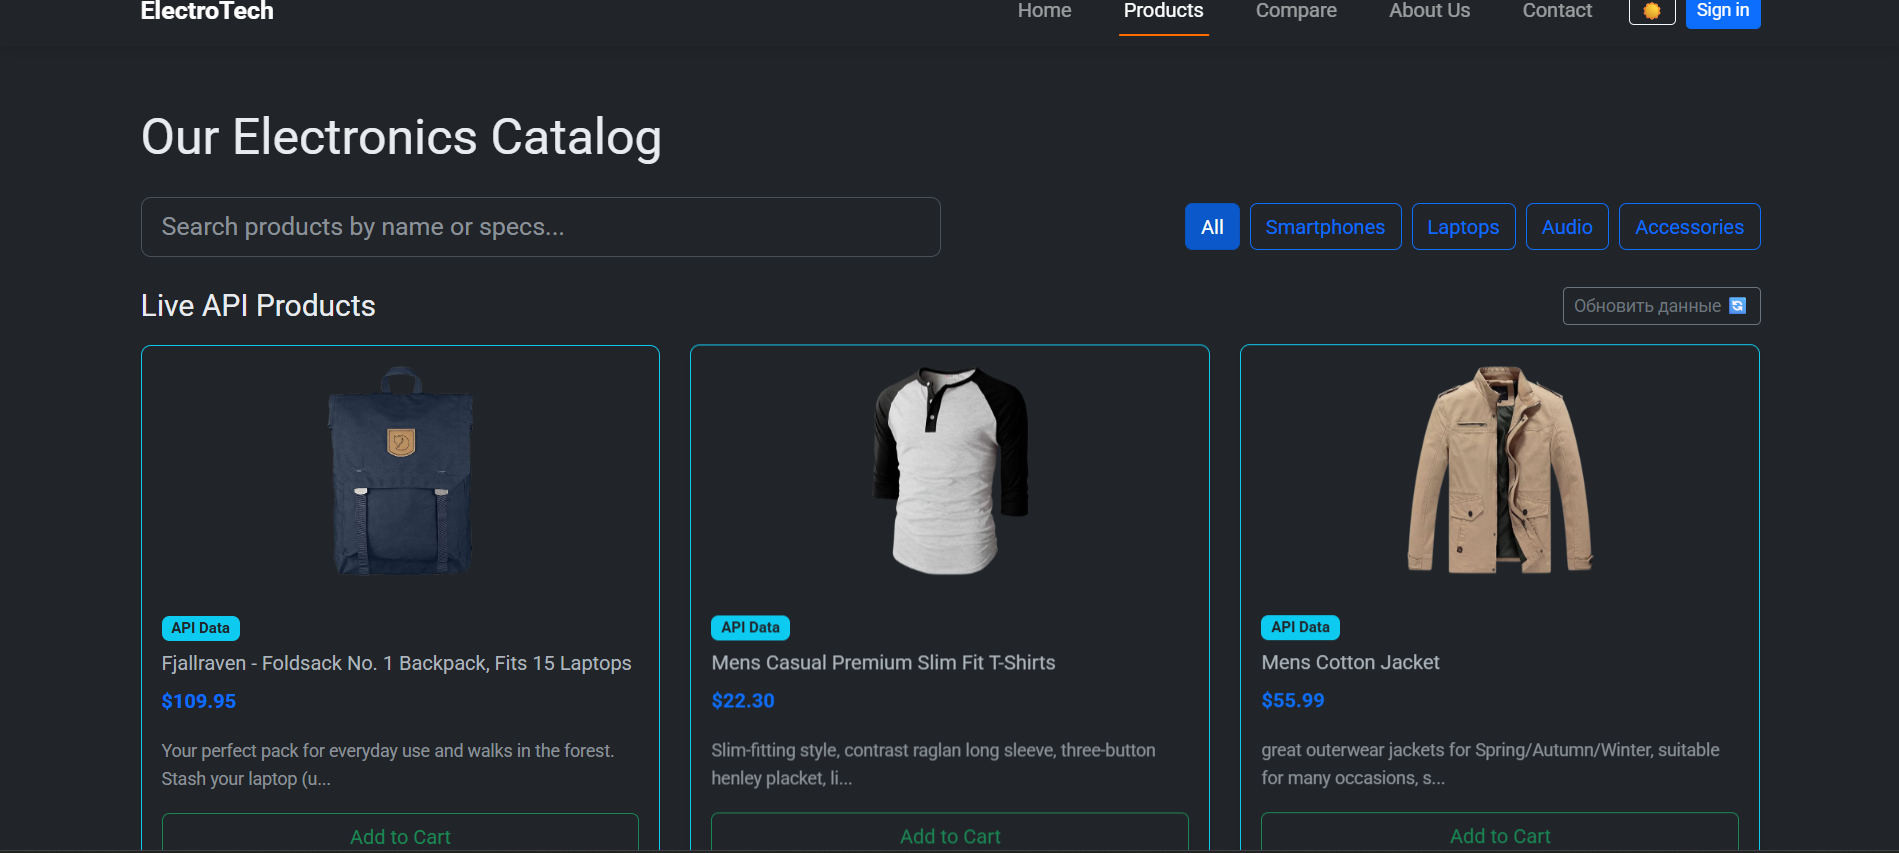 ElectroTech
Home
Products
Compare
About Us
Contact
Sign in
Our Electronics Catalog
Search products by name or specs...
All
Smartphones
Laptops
Audio
Accessories
Live API Products
Обновить данные
API Data
Fjallraven - Foldsack No. 1 Backpack, Fits 15 Laptops
$109.95
Your perfect pack for everyday use and walks in the forest.
Stash your laptop (u...
Add to Cart
API Data
Mens Casual Premium Slim Fit T-Shirts
$22.30
Slim-fitting style, contrast raglan long sleeve, three-button
henley placket, li...
Add to Cart
API Data
Mens Cotton Jacket
$55.99
great outerwear jackets for Spring/Autumn/Winter, suitable
for many occasions, s...
Add to Cart